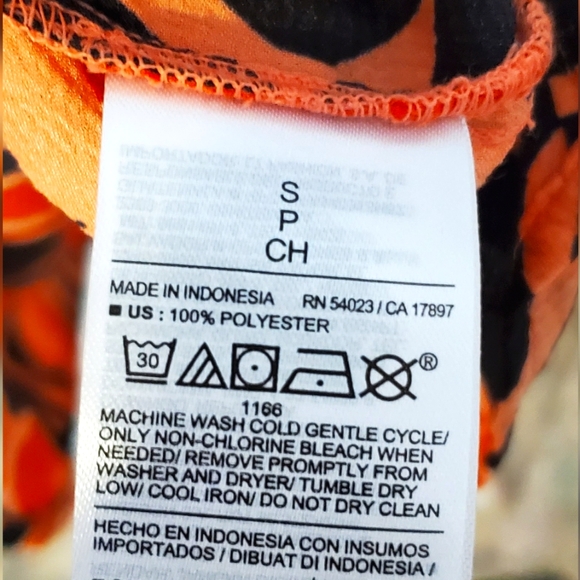 S
P
CH
MADE IN INDONESIA RN 54023 / CA 17897
US : 100% POLYESTER
30 ®
1166
MACHINE WASH COLD GENTLE CYCLE/
ONLY NON-CHLORINE BLEACH WHEN
NEEDED/ REMOVE PROMPTLY FROM
WASHER AND DRYER/ TUMBLE DRY
LOW/ COOL IRON/ DO NOT DRY CLEAN
HECHO EN INDONESIA CON INSUMOS
IMPORTADOS / DIBUAT DI INDONESIA /